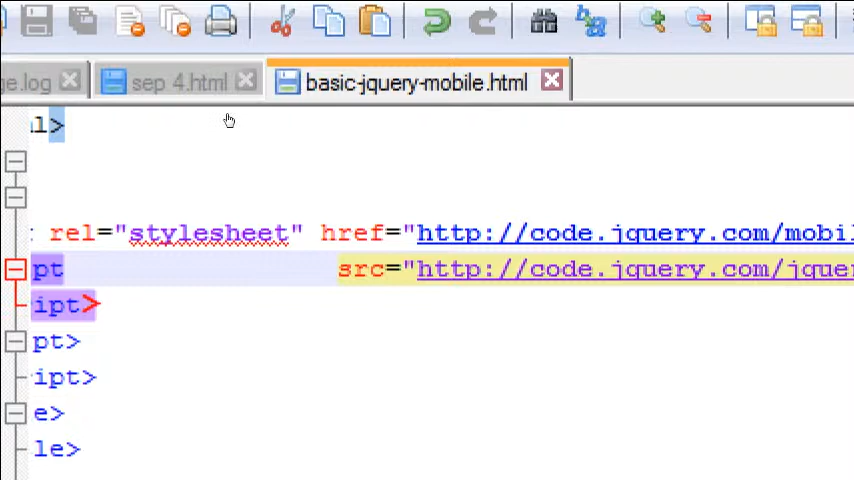 ge.log sep 4.html basic-jquery-mobile.html
l>
rel="stylesheet" href="http://code.jquery.com/mobil
pt src="http://code.jquery.com/jquer
ipt>
pt>
ipt>
e>
le>